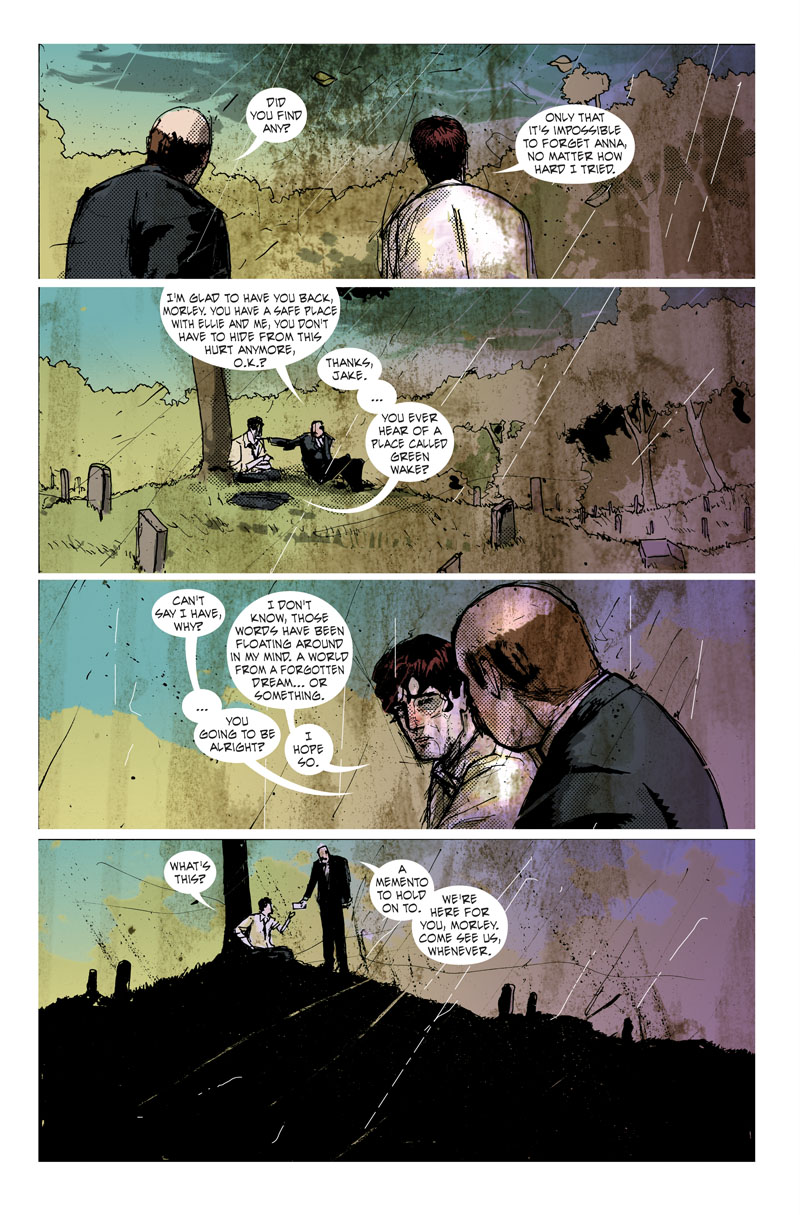 DID
YOU FIND
ANY?
ONLY THAT
IT'S IMPOSSIBLE
TO FORGET ANNA,
NO MATTER HOW
HARD I TRIED.
I'M GLAD TO HAVE YOU BACK,
MORLEY. YOU HAVE A SAFE PLACE
WITH ELLIE AND ME, YOU DON'T
HAVE TO HIDE FROM THIS
HURT ANYMORE,
O.K.?
THANKS,
JAKE.
...
YOU EVER
HEAR OF A
PLACE CALLED
GREEN
WAKE?
CAN'T
SAY I HAVE,
WHY?
I DON'T
KNOW, THOSE
WORDS HAVE BEEN
FLOATING AROUND
IN MY MIND. A WORLD
FROM A FORGOTTEN
DREAM... OR
SOMETHING.
...
YOU
GOING TO BE
ALRIGHT?
I
HOPE
SO.
WHAT'S
THIS?
A
MEMENTO
TO HOLD
ON TO.
WE'RE
HERE FOR
YOU, MORLEY.
COME SEE US,
WHENEVER.